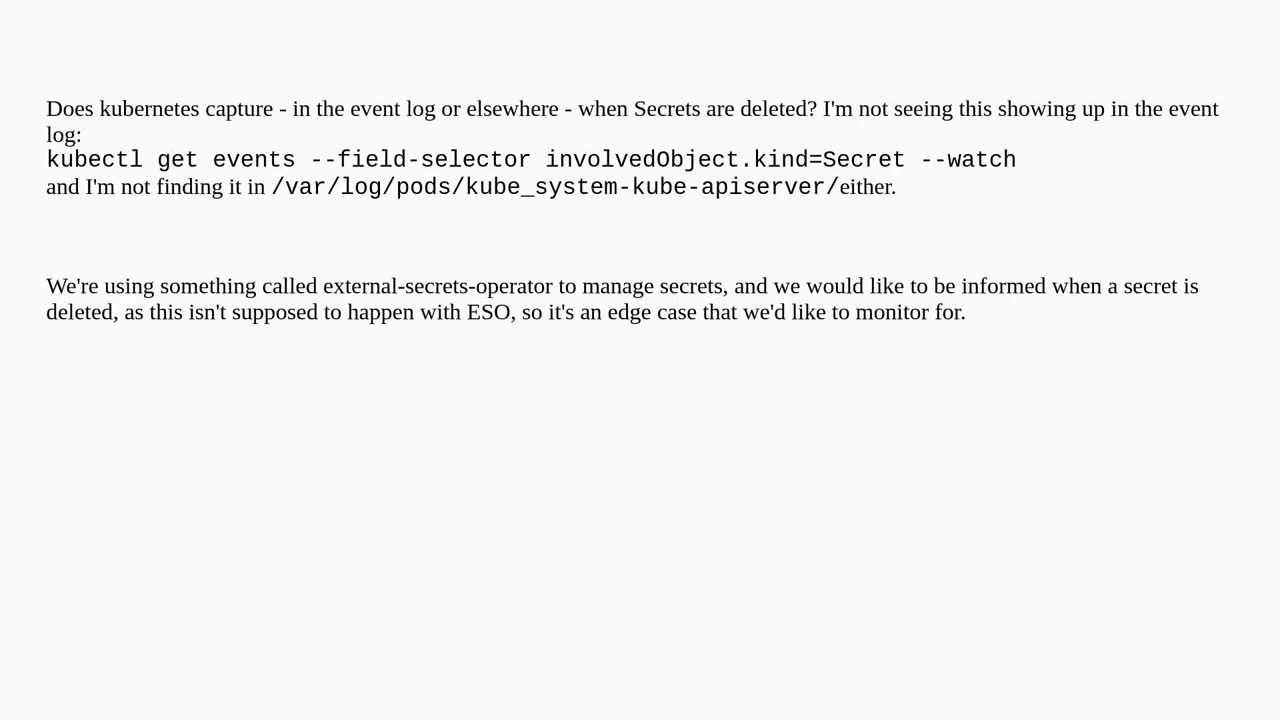 Does kubernetes capture - in the event log or elsewhere - when Secrets are deleted? I'm not seeing this showing up in the event
log:
kubectl get events --field-selector involvedObject.kind=Secret --watch
and I'm not finding it in /var/log/pods/kube_system-kube-apiserver/either.
We're using something called external-secrets-operator to manage secrets, and we would like to be informed when a secret is
deleted, as this isn't supposed to happen with ESO, so it's an edge case that we'd like to monitor for.